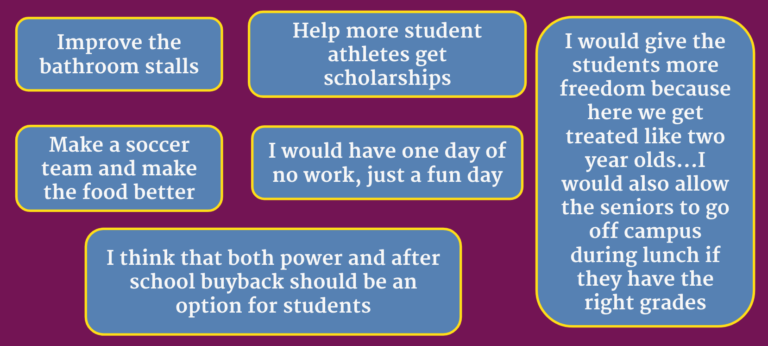 Improve the
bathroom stalls
Help more student
athletes get
scholarships
I would give the
students more
freedom because
here we get
treated like two
year olds...I
would also allow
the seniors to go
off campus
during lunch if
they have the
right grades
Make a soccer
team and make
the food better
I would have one day of
no work, just a fun day
I think that both power and after
school buyback should be an
option for students